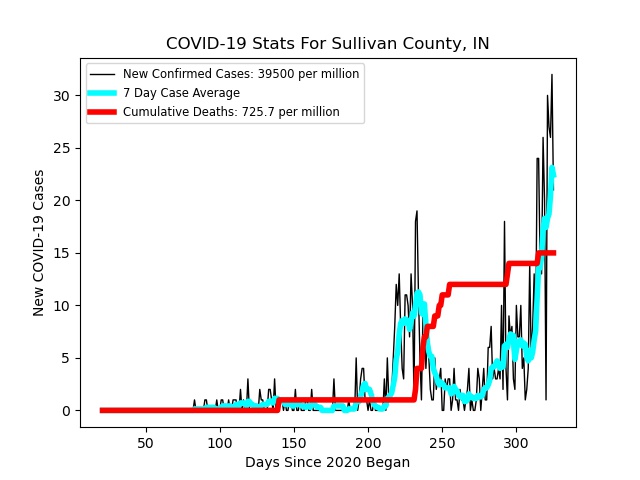 COVID-19 Stats For Sullivan County, IN
New Confirmed Cases: 39500 per million
7 Day Case Average
Cumulative Deaths: 725.7 per million
New COVID-19 Cases
30
25
20
15
10
5
0
50 100 150 200 250 300
Days Since 2020 Began